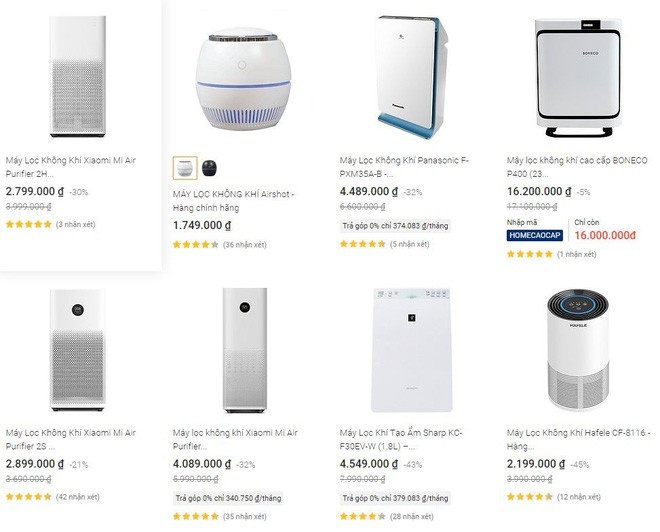 BONECO
Panasonic
Máy Lọc Không Khí Xiaomi Mi Air
Purifier 2H...
2.799.000 ₫ -30%
3.999.000 ₫
(3 nhận xét)
MÁY LỌC KHÔNG KHÍ Airshot -
Hàng chính hãng
1.749.000 ₫
(36 nhận xét)
Máy Lọc Không Khí Panasonic F-
PXM35A-B -...
4.489.000 ₫ -32%
6.600.000 ₫
Trả góp 0% chỉ 374.083 ₫/tháng
(5 nhận xét)
Máy lọc không khí cao cấp BONECO
P400 (23...
16.200.000 ₫ -5%
17.100.000 ₫
Nhập mã Chỉ còn
HOMECAOCAP 16.000.000đ
(1 nhận xét)
HAFELE
Máy Lọc Không Khí Xiaomi Mi Air
Purifier 2S ...
2.899.000 ₫ -21%
3.690.000 ₫
(42 nhận xét)
Máy lọc không khí Xiaomi Mi Air
Purifier...
4.089.000 ₫ -32%
5.990.000 ₫
Trả góp 0% chỉ 340.750 ₫/tháng
(35 nhận xét)
Máy Lọc Khí Tạo Ẩm Sharp KC-
F30EV-W (1.8L) –...
4.549.000 ₫ -43%
7.990.000 ₫
Trả góp 0% chỉ 379.083 ₫/tháng
(28 nhận xét)
Máy Lọc Không Khí Hafele CF-8116 -
Hàng...
2.199.000 ₫ -45%
3.990.000 ₫
(12 nhận xét)